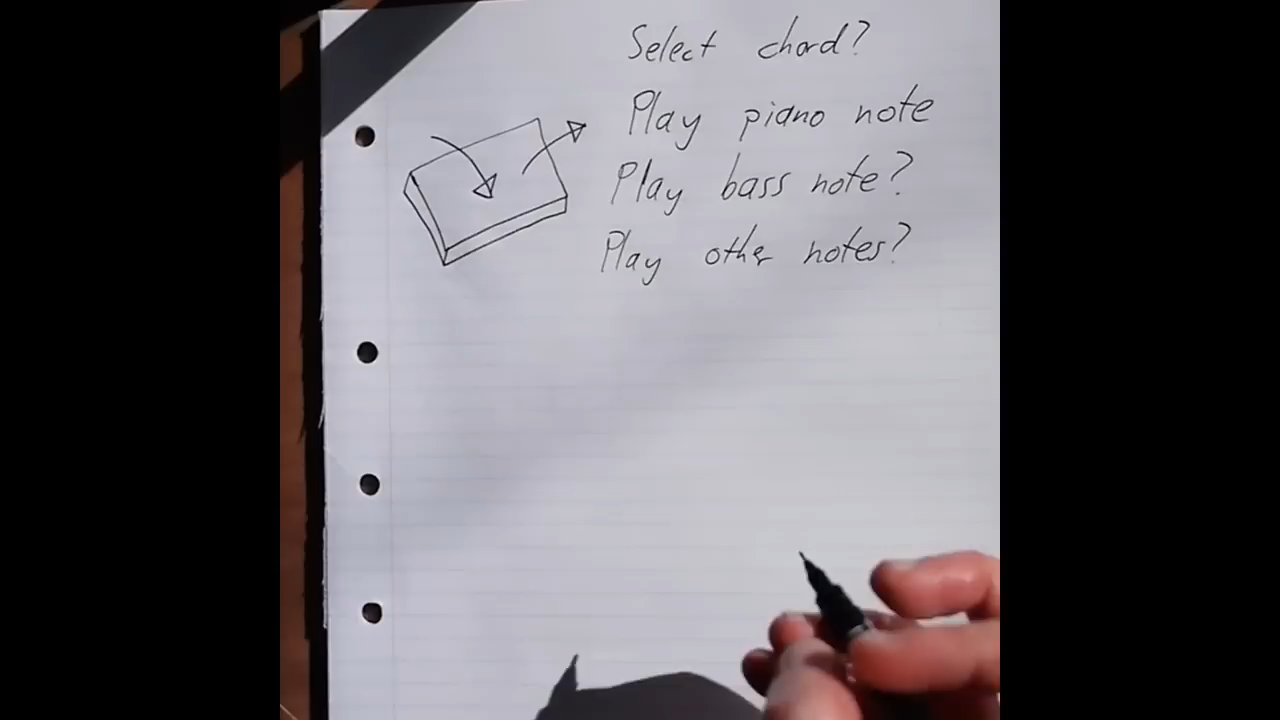 Select chord?
Play piano note
Play bass note?
Play other notes?